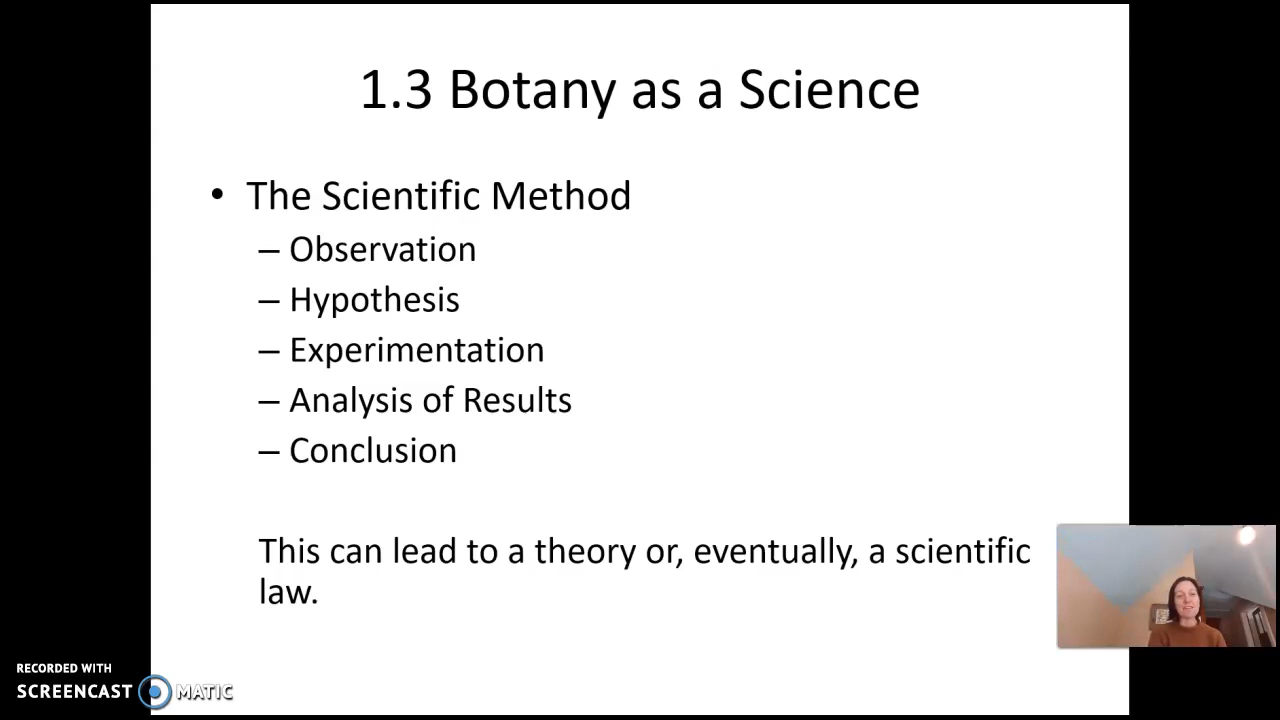 1.3 Botany as a Science
• The Scientific Method
– Observation
– Hypothesis
– Experimentation
– Analysis of Results
– Conclusion
This can lead to a theory or, eventually, a scientific
law.
RECORDED WITH
SCREENCAST MATIC